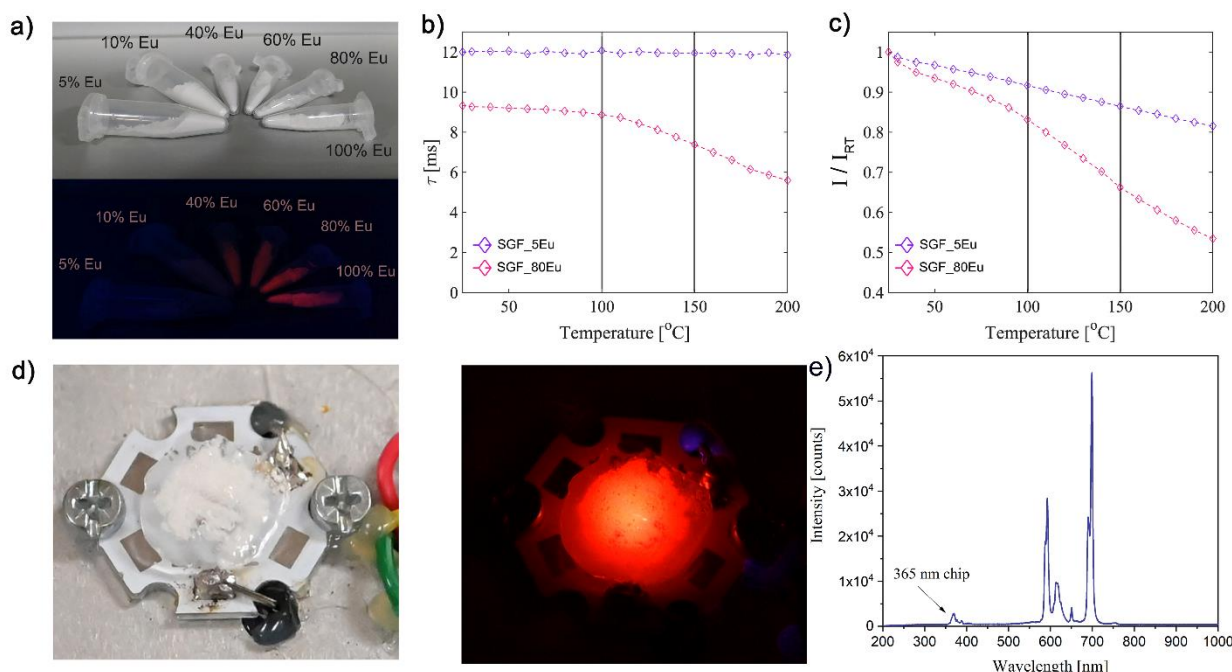 a)
10% Eu
40% Eu
60% Eu
80% Eu
5% Eu
100% Eu
10% Eu
40% Eu
60% Eu
80% Eu
5% Eu
100% Eu
b)
14
12
10
8
6
4
2
0
τ [ms]
SGF_5Eu
SGF_80Eu
50
100
150
200
Temperature [°C]
c)
1
0.9
0.8
0.7
0.6
0.5
0.4
I / I_RT
SGF_5Eu
SGF_80Eu
50
100
150
200
Temperature [°C]
d)
e)
6x10⁴
5x10⁴
4x10⁴
3x10⁴
2x10⁴
1x10⁴
0
Intensity [counts]
365 nm chip
200
300
400
500
600
700
800
900
1000
Wavelength [nm]